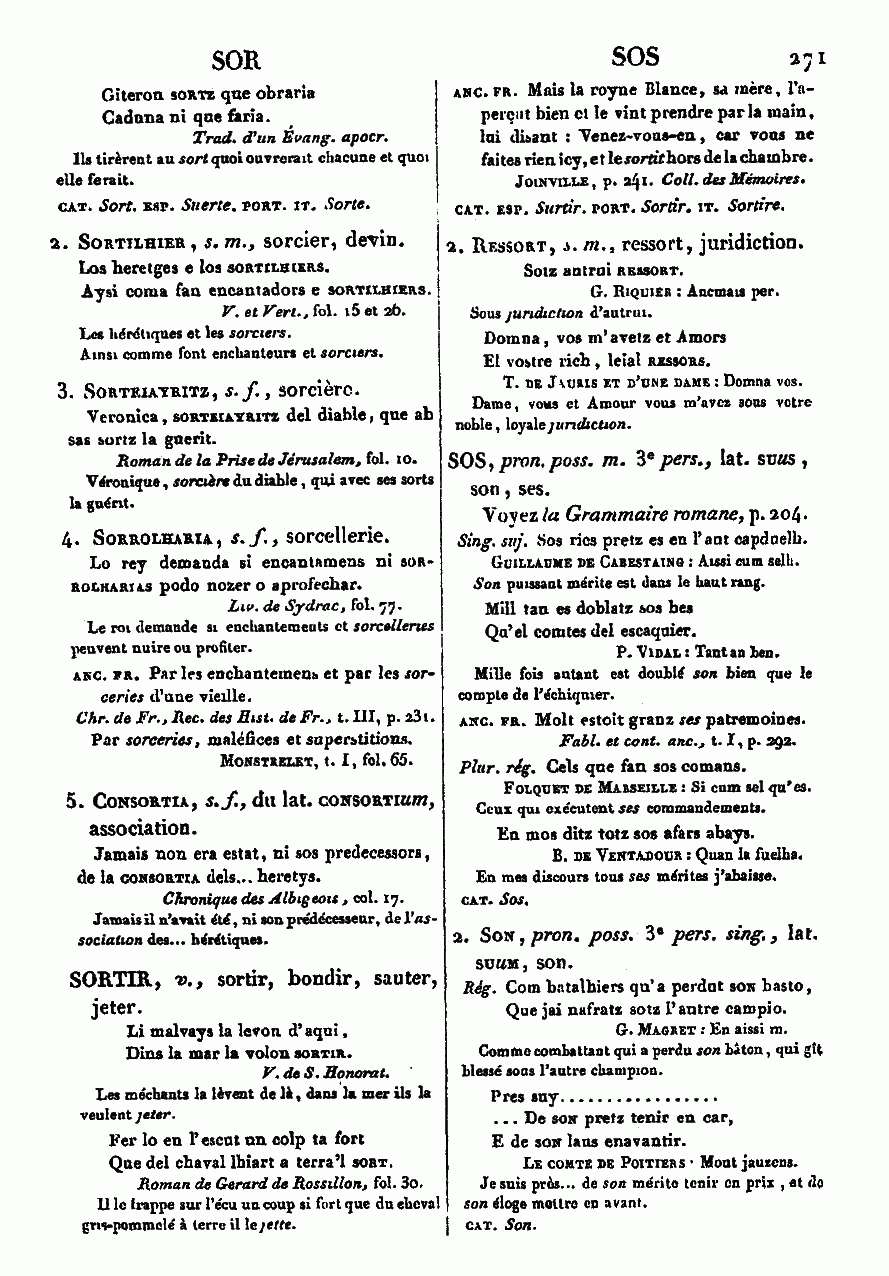 SOR
Giteron SORTZ que obraria
Caduna ni que faria.
Trad. d'un Évang. apocr.
Ils tirèrent au sort quoi ouvrerait chacune et quoi
elle ferait.
CAT. Sort. ESP. Suerte. PORT. IT. Sorte.
2. SORTILHIER, s. m., sorcier, devin.
Los heretges e los SORTILHIERS.
Aysi coma fan encantadors e SORTILHIERS.
V. et Vert., fol. 15 et 26.
Les hérétiques et les sorciers.
Ainsi comme font enchanteurs et sorciers.
3. SORTEIAYRITZ, s. f., sorcière.
Veronica, SORTEIAYRITZ del diable, que ab
sas sortz la guerit.
Roman de la Prise de Jérusalem, fol. 10.
Véronique, sorcière du diable, qui avec ses sorts
la guérit.
4. SORROLHARIA, s. f., sorcellerie.
Lo rey demanda si encantamens ni SOR-
ROLHARIAS podo nozer o aprofechar.
Liv. de Sydrac, fol. 77.
Le roi demande si enchantements et sorcelleries
peuvent nuire ou profiter.
ANC. FR. Par les enchantemens et par les sor-
ceries d'une vieille.
Chr. de Fr., Rec. des Hist. de Fr., t. III, p. 231.
Par sorceries, maléfices et superstitions.
MONSTRELET, t. I, fol. 65.
5. CONSORTIA, s. f., du lat. CONSORTIUM,
association.
Jamais non era estat, ni sos predecessors,
de la CONSORTIA dels... heretys.
Chronique des Albigeois, col. 17.
Jamais il n'avait été, ni son prédécesseur, de l'as-
sociation des... hérétiques.
SORTIR, v., sortir, bondir, sauter,
jeter.
Li malvays la levon d'aqui,
Dins la mar la volon SORTIR.
V. de S. Honorat.
Les méchants la lèvent de là, dans la mer ils la
veulent jeter.
Fer lo en l'escut un colp ta fort
Que del chaval lhiart a terra'l SORT.
Roman de Gerard de Rossillon, fol. 30.
Il le frappe sur l'écu un coup si fort que du cheval
gris-pommelé à terre il le jette.
SOS
271
ANC. FR. Mais la royne Blance, sa mère, l'a-
perçut bien et le vint prendre par la main,
lui disant : Venez-vous-en, car vous ne
faites rien icy, et le sortit hors de la chambre.
JOINVILLE, p. 241. Coll. des Mémoires.
CAT. ESP. Surtir. PORT. Sortir. IT. Sortire.
2. RESSORT, s. m., ressort, juridiction.
Sotz autrui RESSORT.
G. RIQUIER : Ancmais per.
Sous juridiction d'autrui.
Domna, vos m'avetz et Amors
El vostre rich, leial RESSORS.
T. DE JAURIS ET D'UNE DAME : Domna vos.
Dame, vous et Amour vous m'avez sous votre
noble, loyale juridiction.
SOS, pron. poss. m. 3e pers., lat. SUUS,
son, ses.
Voyez la Grammaire romane, p. 204.
Sing. suj. Sos rics pretz es en l'aut capduelh.
GUILLAUME DE CABESTAING : Aissi cum selh.
Son puissant mérite est dans le haut rang.
Mill tan es doblatz sos bes
Qu'el comtes del escaquier.
P. VIDAL : Tant an ben.
Mille fois autant est doublé son bien que le
compte de l'échiquier.
ANC. FR. Molt estoit granz ses patremoines.
Fabl. et cont. anc., t. I, p. 292.
Plur. rég. Cels que fan sos comans.
FOLQUET DE MARSEILLE : Si cum sel qu'es.
Ceux qui exécutent ses commandements.
En mos ditz totz sos afars abays.
B. DE VENTADOUR : Quan la fuelha.
En mes discours tous ses mérites j'abaisse.
CAT. Sos.
2. SON, pron. poss. 3e pers. sing., lat.
SUUM, son.
Rég. Com batalhiers qu'a perdut SON basto,
Que jai nafratz sotz l'autre campio.
G. MAGRET : En aissi m.
Comme combattant qui a perdu son bâton, qui gît
blessé sous l'autre champion.
Pres suy.................
... De SON pretz tenir en car,
E de SON laus enavantir.
LE COMTE DE POITIERS : Mout jauzens.
Je suis près... de son mérite tenir en prix, et de
son éloge mettre en avant.
CAT. Son.